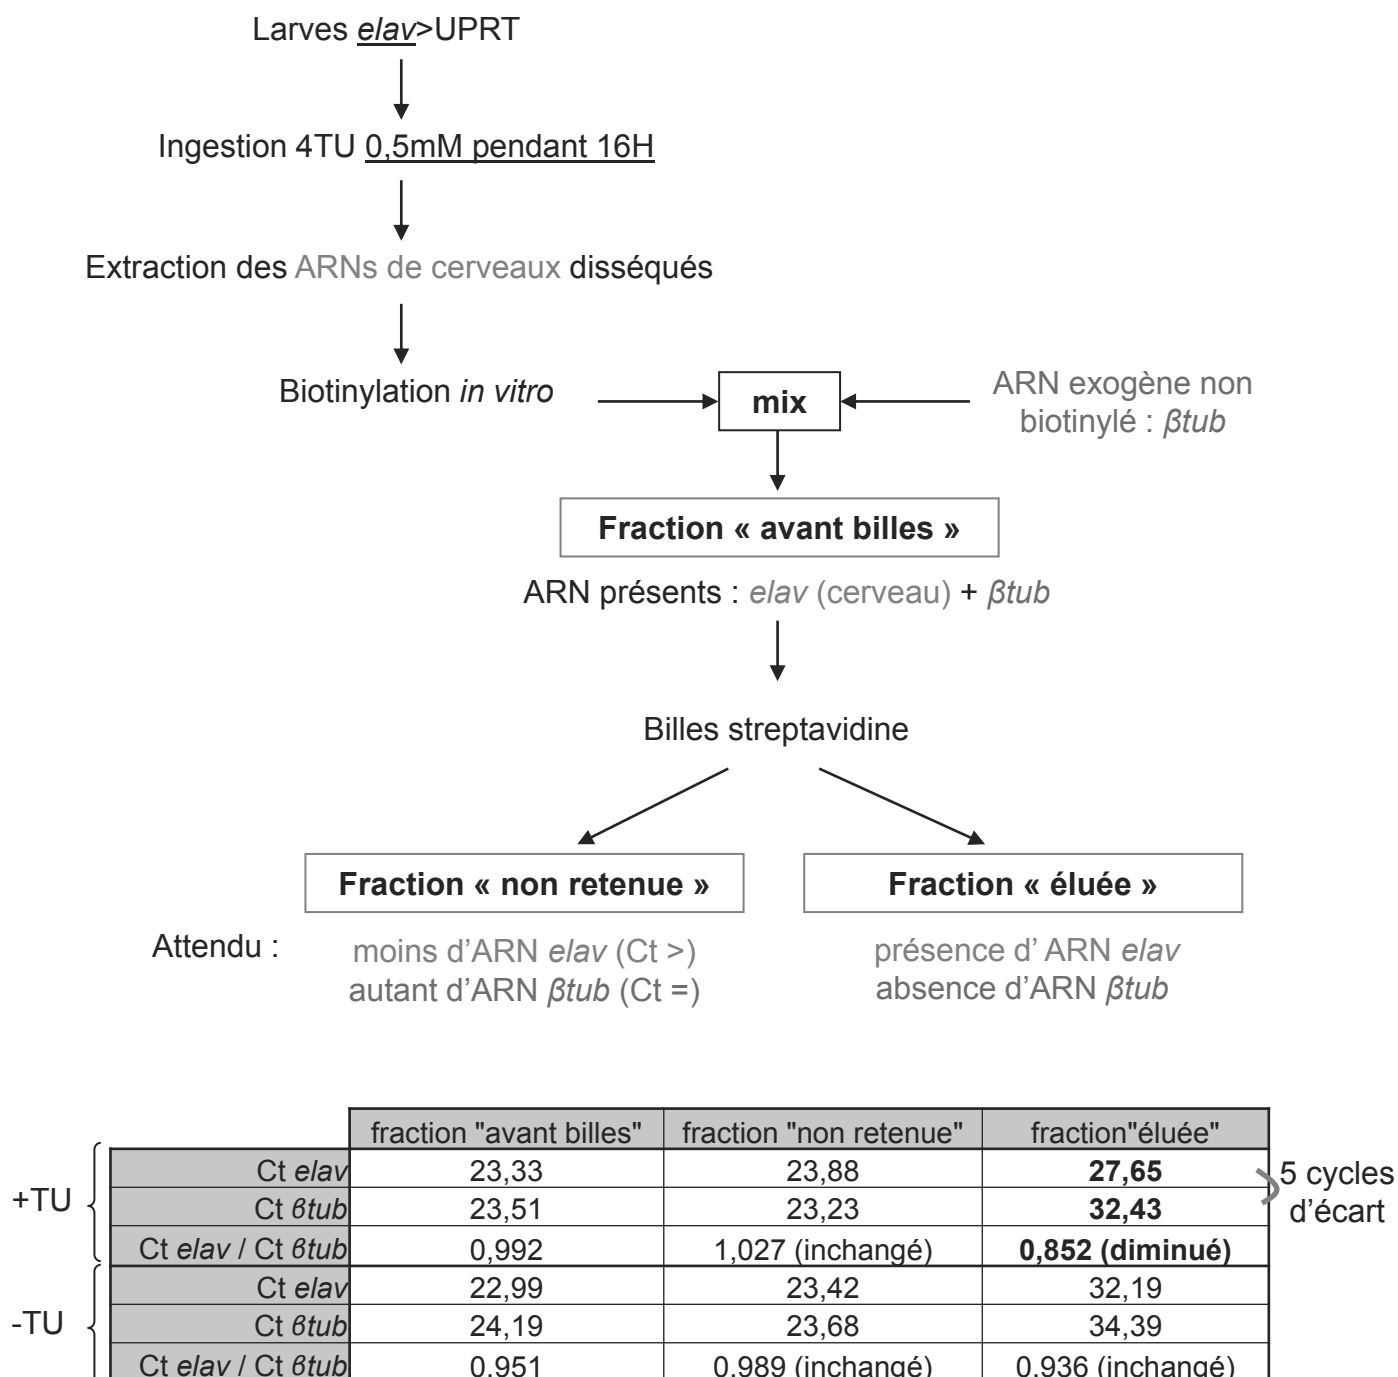 Larves elav>UPRT
Ingestion 4TU 0,5mM pendant 16H
Extraction des ARNs de cerveaux disséqués
Biotinylation in vitro
mix
ARN exogène non
biotinylé : βtub
Fraction « avant billes »
ARN présents : elav (cerveau) + βtub
Billes streptavidine
Fraction « non retenue »
Fraction « éluée »
Attendu :
moins d’ARN elav (Ct >)
autant d’ARN βtub (Ct =)
présence d’ ARN elav
absence d’ARN βtub
fraction "avant billes" fraction "non retenue" fraction"éluée"
+TU
Ct elav 23,33 23,88 27,65
Ct βtub 23,51 23,23 32,43
Ct elav / Ct βtub 0,992 1,027 (inchangé) 0,852 (diminué)
5 cycles
d’écart
-TU
Ct elav 22,99 23,42 32,19
Ct βtub 24,19 23,68 34,39
Ct elav / Ct βtub 0,951 0,989 (inchangé) 0,936 (inchangé)